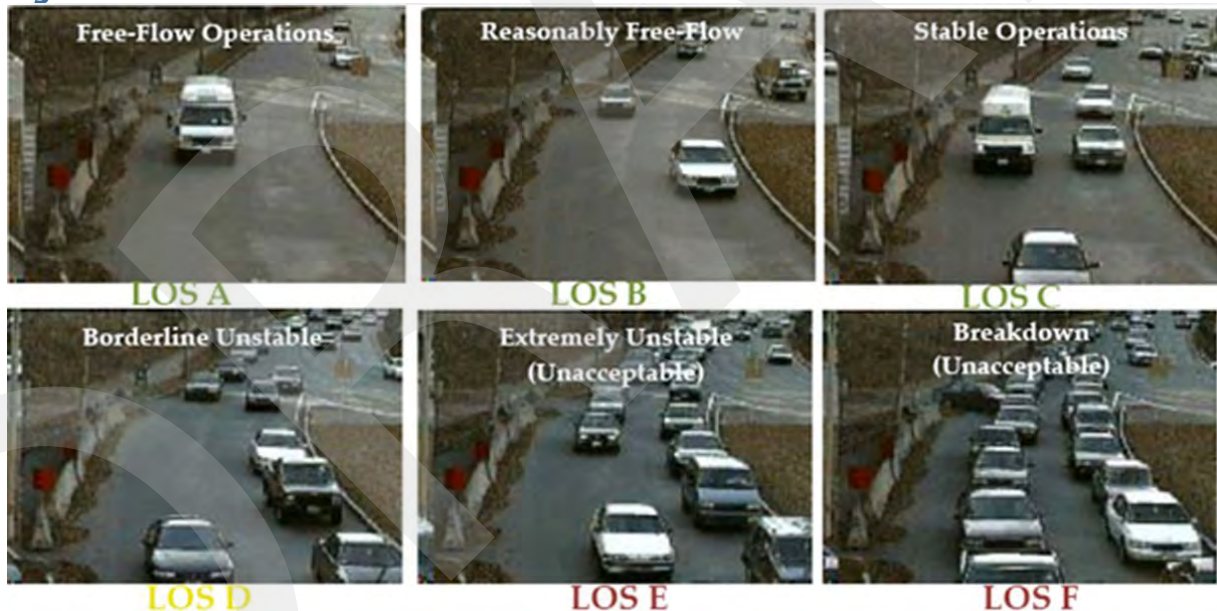 Free-Flow Operations
Reasonably Free-Flow
Stable Operations
LOS A
LOS B
LOS C
Borderline Unstable
Extremely Unstable
(Unacceptable)
Breakdown
(Unacceptable)
LOS D
LOS E
LOS F